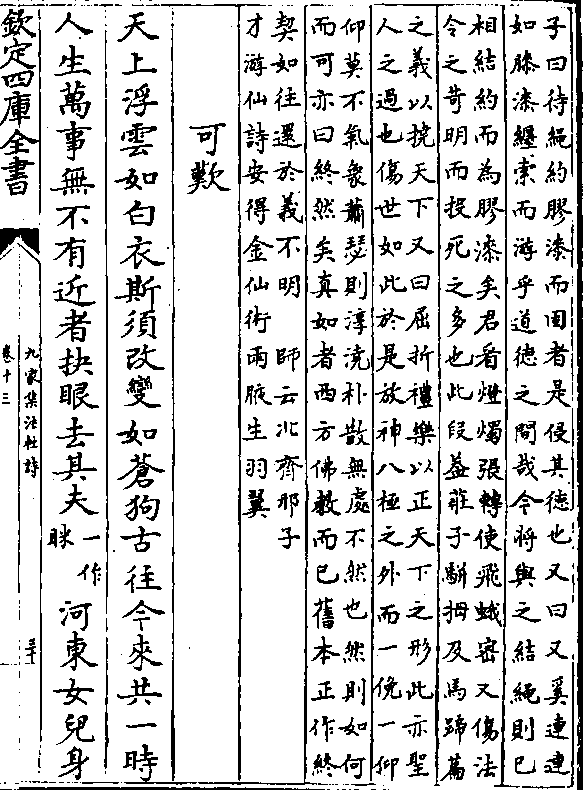 子曰待繩約膠漆而固者是侵其德也又曰又奚連連
如膠漆纆索而游乎道德之間哉今將與之結繩則已
相結約而為膠漆矣君看燈燭張轉使飛蛾密又傷法
令之苛明而投死之多也此段蓋莊子駢拇及馬蹄篇
之義以撓天下又曰屈折禮樂以正天下之形此亦聖
人之過也傷世如此於是放神八極之外而一俛一仰
仰莫不氣象蕭瑟則淳澆朴散無處不然也然則如何
而可亦曰終然矣真如者西方佛教而已舊本正作終
契如往還於義不明　師云北齊邢子
才游仙詩安得金仙術兩腋生羽翼
可歎
天上浮雲如白衣斯須改變如蒼狗古往今來共一時
人生萬事無不有近者抉眼去其夫一作眯河東女兒身
欽定四庫全書
九家集注杜詩
卷十三
三十